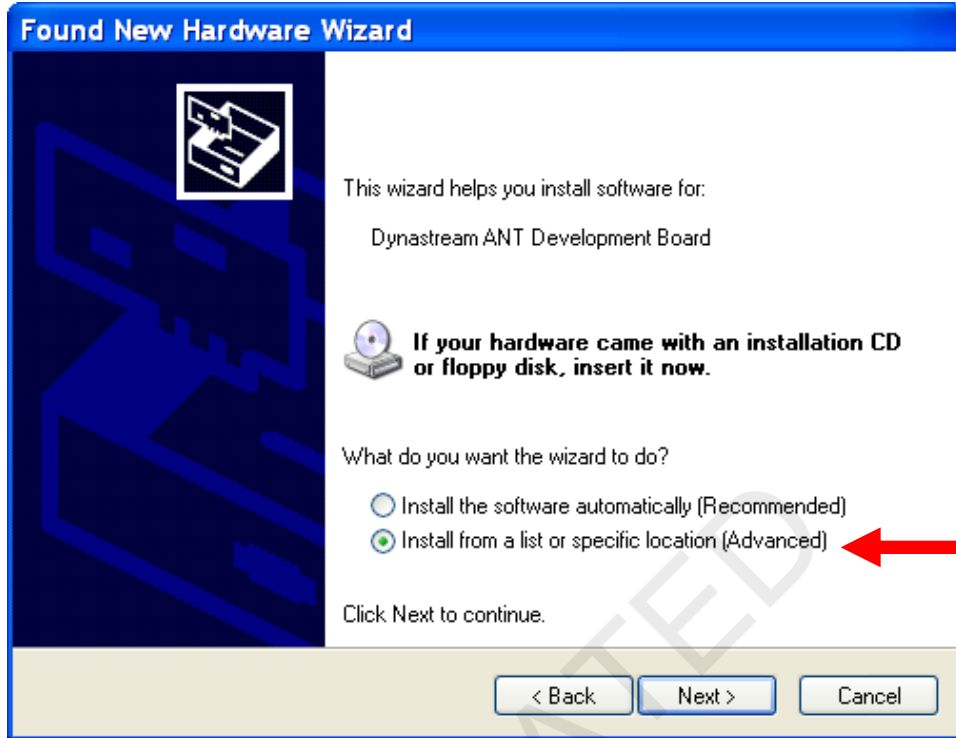 Found New Hardware Wizard
This wizard helps you install software for:
Dynastream ANT Development Board
If your hardware came with an installation CD
or floppy disk, insert it now.
What do you want the wizard to do?
Install the software automatically (Recommended)
Install from a list or specific location (Advanced)
Click Next to continue.
< Back
Next >
Cancel